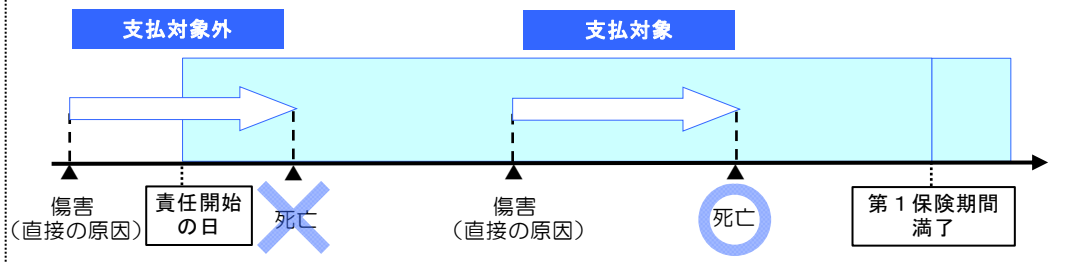 支払対象外
支払対象
傷害
(直接の原因)
責任開始
の日
死亡
傷害
(直接の原因)
死亡
第1保険期間
満了